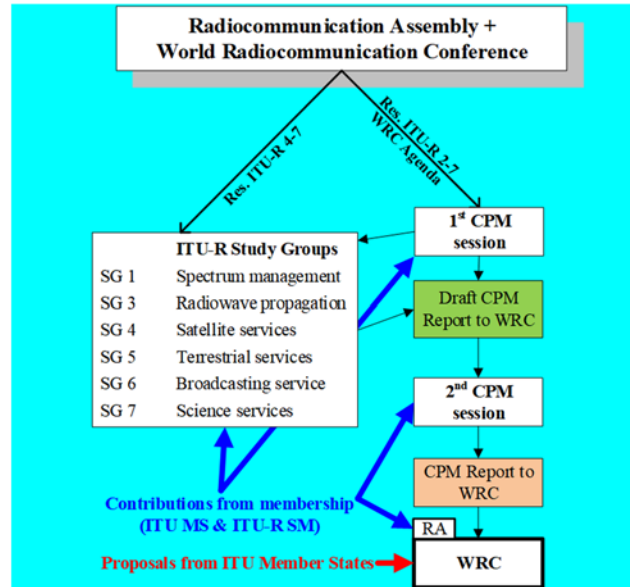 Radiocommunication Assembly +
World Radiocommunication Conference
Res. ITU-R 4-7
Res. ITU-R 2-7
WRC Agenda
1st CPM
session
ITU-R Study Groups
SG 1 Spectrum management
SG 3 Radiowave propagation
SG 4 Satellite services
SG 5 Terrestrial services
SG 6 Broadcasting service
SG 7 Science services
Draft CPM
Report to WRC
2nd CPM
session
CPM Report to
WRC
Contributions from membership
(ITU MS & ITU-R SM)
RA
WRC
Proposals from ITU Member States